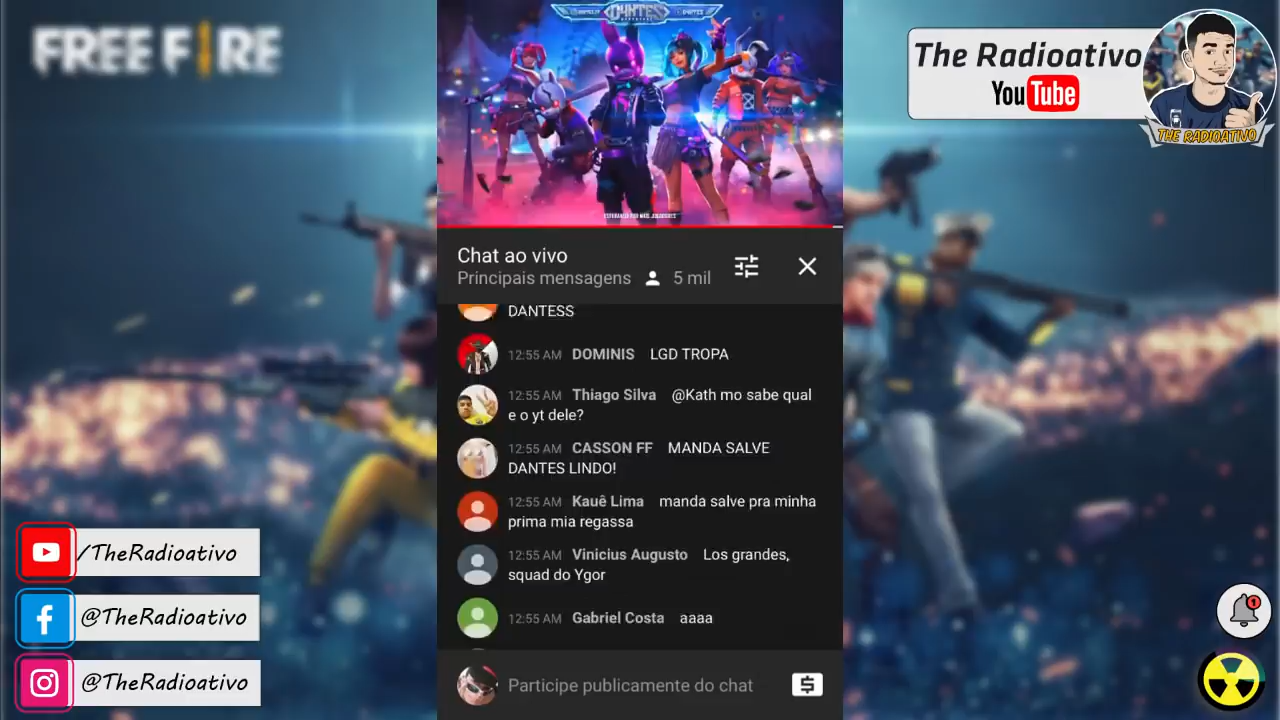 FREE FIRE
The Radioativo
YouTube
THE RADIOATIVO
D4NTES
Chat ao vivo
Principais mensagens 5 mil
DANTESS
12:55 AM DOMINIS LGD TROPA
12:55 AM Thiago Silva @Kath mo sabe qual
e o yt dele?
12:55 AM CASSON FF MANDA SALVE
DANTES LINDO!
12:55 AM Kauê Lima manda salve pra minha
prima mia regassa
12:55 AM Vinicius Augusto Los grandes,
squad do Ygor
12:55 AM Gabriel Costa aaaa
Participe publicamente do chat
/TheRadioativo
@TheRadioativo
@TheRadioativo
1